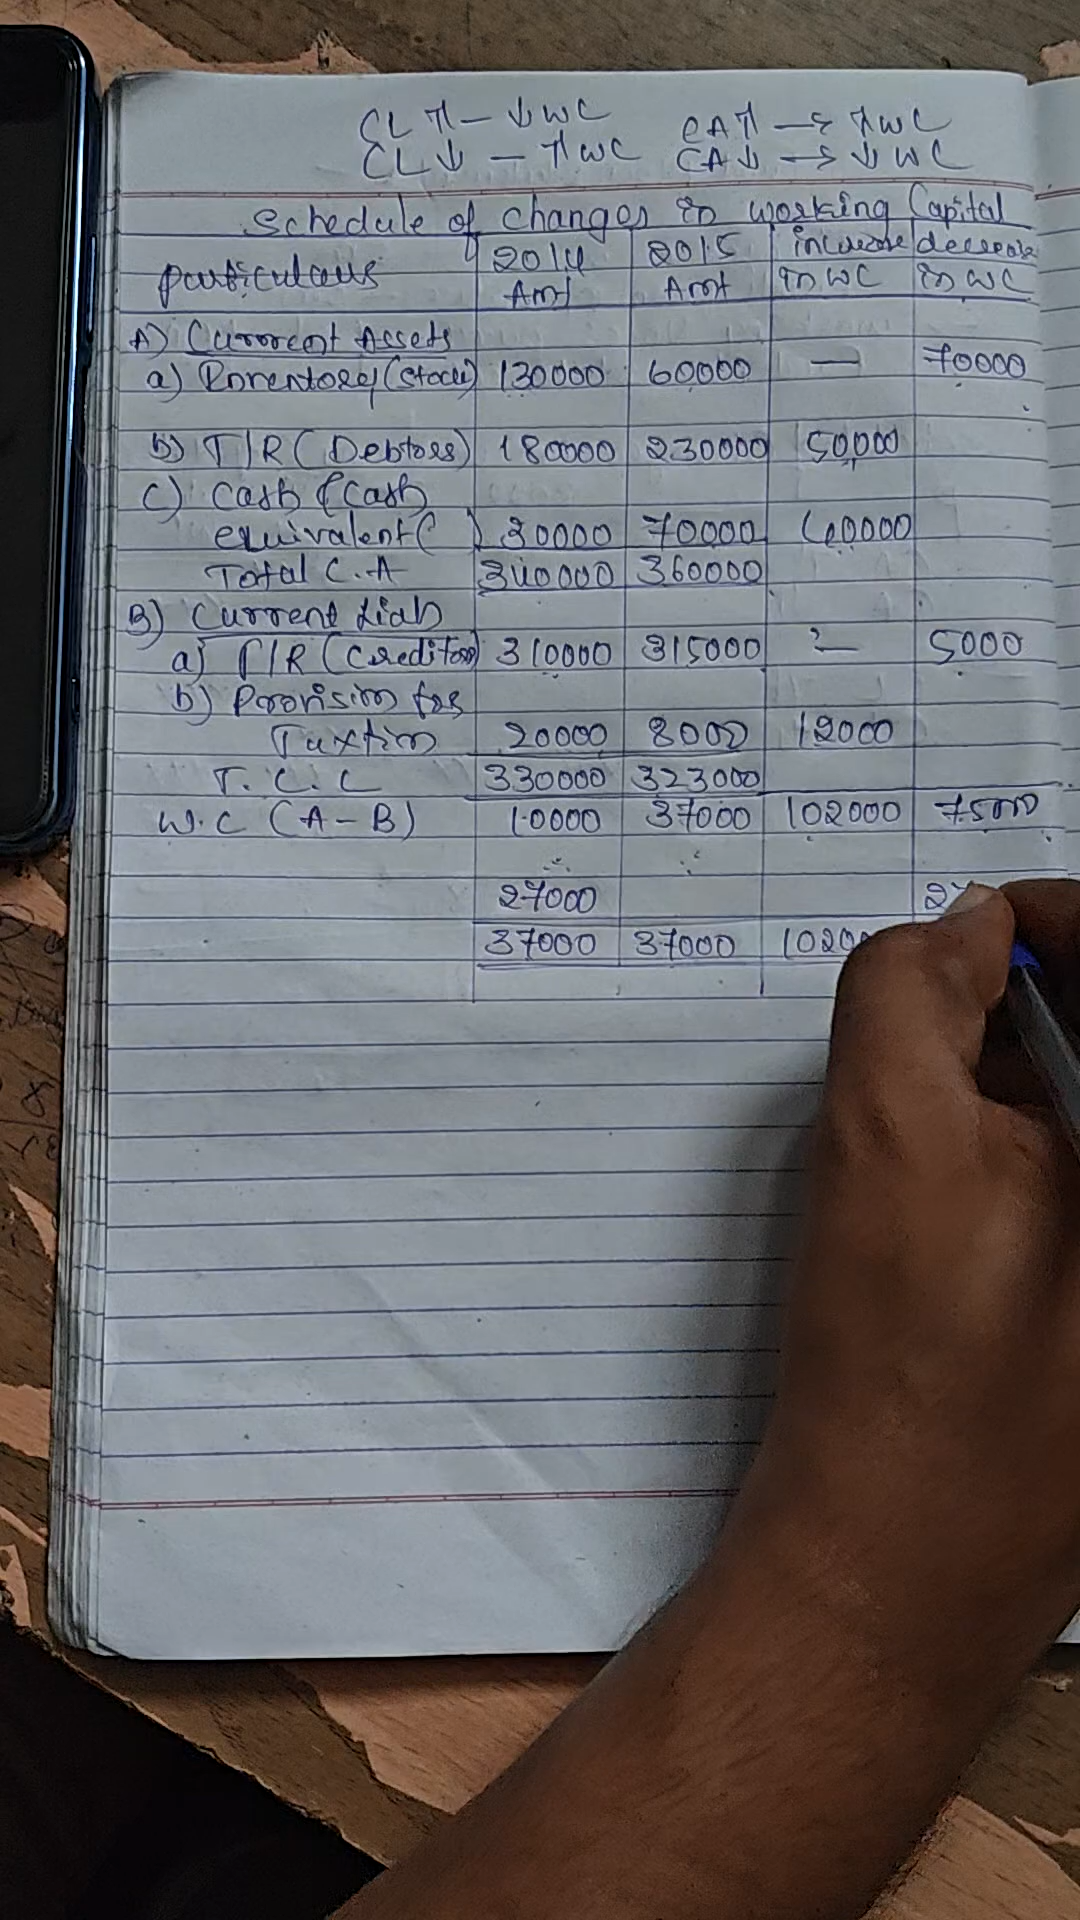 CL ↑ – ↓ WC CA ↑ → ↑ WC
CL ↓ – ↑ WC CA ↓ → ↓ WC
Schedule of changes in working Capital
particulars 2014 Amt 2015 Amt increase in WC decrease in WC
A) Current Assets
a) Inventory (Stock) 130000 60000 — 70000
b) T/R (Debtors) 180000 230000 50000
C) Cash & Cash
equivalent ( ) 30000 70000 40000
Total C.A 340000 360000
B) Current Liab
a) T/R (Creditors) 310000 315000 — 5000
b) Provision for
Taxtion 20000 8000 12000
T. C. L 330000 323000
W.C (A - B) 10000 37000 102000 75000
27000
37000 37000